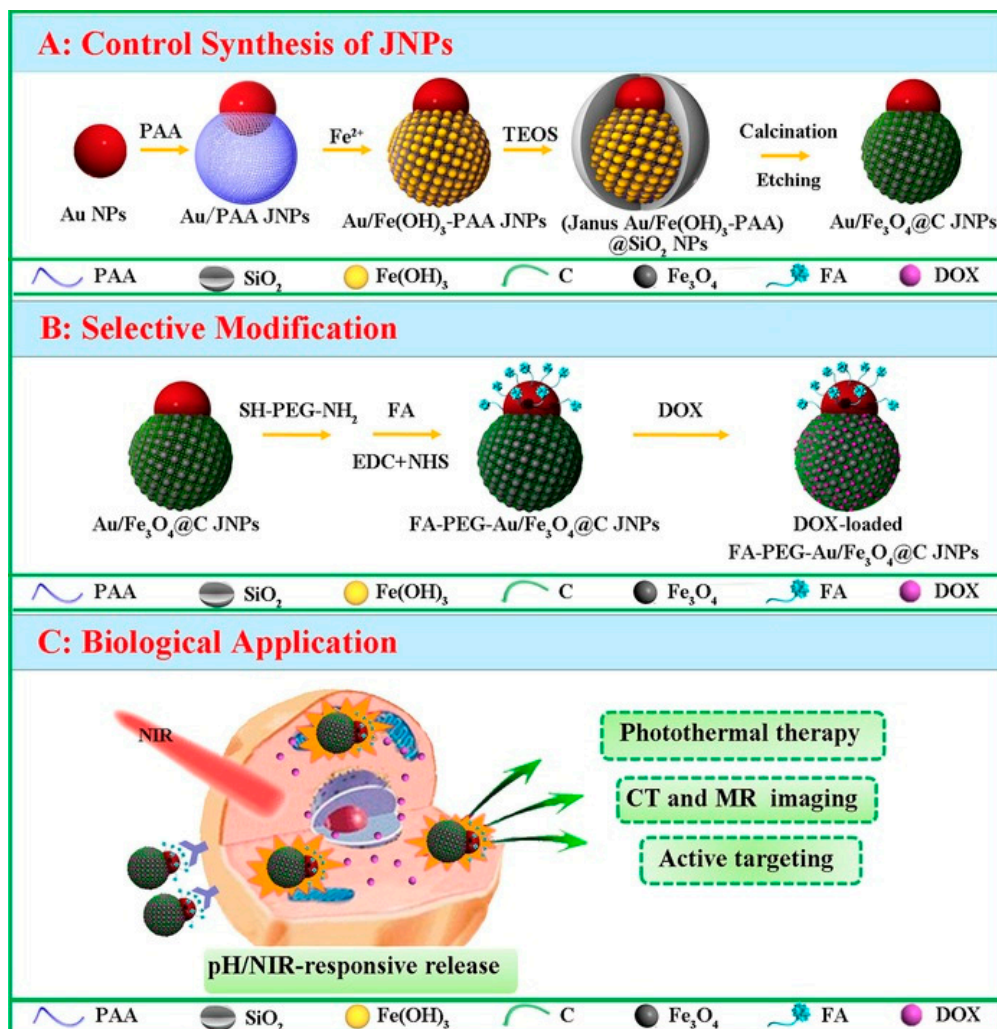 A: Control Synthesis of JNPs
PAA
Fe²⁺
TEOS
Calcination
Etching
Au NPs
Au/PAA JNPs
Au/Fe(OH)₃-PAA JNPs
(Janus Au/Fe(OH)₃-PAA)
@SiO₂ NPs
Au/Fe₃O₄@C JNPs
PAA SiO₂ Fe(OH)₃ C Fe₃O₄ FA DOX
B: Selective Modification
SH-PEG-NH₂
FA
EDC+NHS
DOX
Au/Fe₃O₄@C JNPs
FA-PEG-Au/Fe₃O₄@C JNPs
DOX-loaded
FA-PEG-Au/Fe₃O₄@C JNPs
PAA SiO₂ Fe(OH)₃ C Fe₃O₄ FA DOX
C: Biological Application
NIR
Photothermal therapy
CT and MR imaging
Active targeting
pH/NIR-responsive release
PAA SiO₂ Fe(OH)₃ C Fe₃O₄ FA DOX